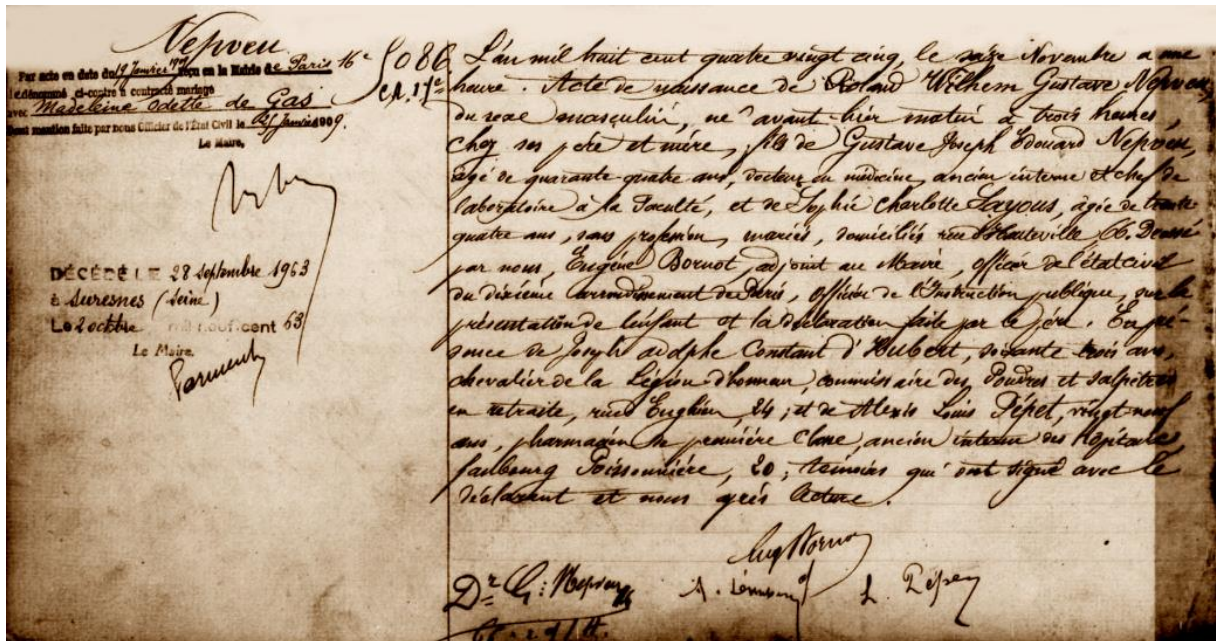 Nepveu
Par acte en date du 19 Janvier reçu en la Mairie de Paris 16e
le dénommé ci-contre a contracté mariage
avec Madeleine Odette de Gas
Dont mention faite par nous Officier de l'État Civil le Janvier 1909.
Le Maire,
DÉCÉDÉ LE 28 septembre 1963
à Suresnes (Seine)
Le 2 octobre mil neuf cent 63
Le Maire,
5086
L'an mil huit cent quatre vingt cinq, le seize Novembre a une
heure. Acte de naissance de Roland Wilhem Gustave Nepveu,
du sexe masculin, né avant-hier matin à trois heures,
chez ses père et mère, fils de Gustave Joseph Edouard Nepveu,
âgé de quarante-quatre ans, docteur en médecine, ancien interne et chef de
laboratoire à la Faculté, et de Sophie Charlotte Layous, âgée de trente
quatre ans, sans profession, mariés, domiciliés rue d'Hauteville, Dressé
par nous, Eugène Bornot, adjoint au Maire, officier de l'état civil
du dixième arrondissement de Paris, Officier de l'Instruction publique, sur la
présentation de l'enfant et la déclaration faite par le père. En pré-
sence de Joseph Adolphe Constant d'Hubert, soixante trois ans,
chevalier de la Légion d'honneur, commissaire des Poudres et salpêtres
en retraite, rue d'Enghien, 24; et de Alexis Louis Pépet, vingt neuf
ans, pharmacien de première classe, ancien interne des hôpitaux,
faubourg Poissonnière, 20; témoins qui ont signé avec le
déclarant et nous après lecture.
Eug Bornot
Dr G. Nepveu